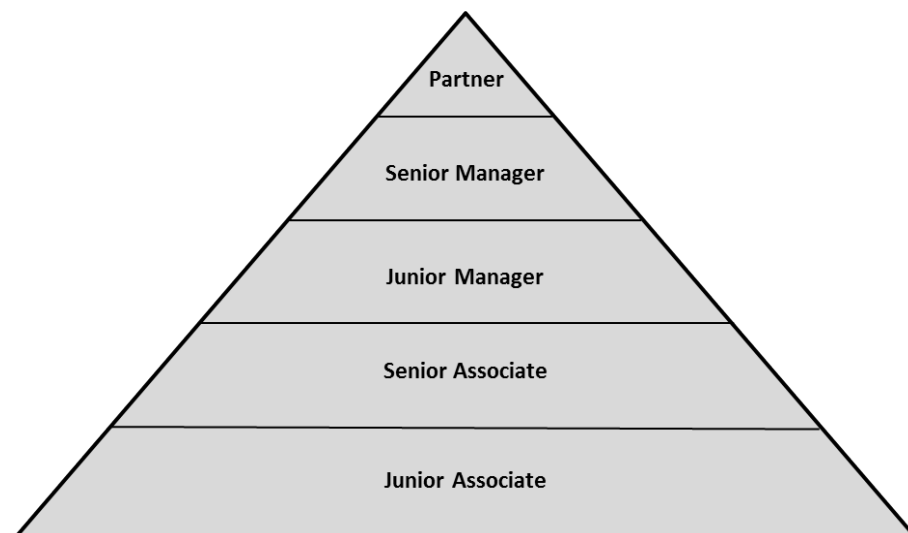 Partner
Senior Manager
Junior Manager
Senior Associate
Junior Associate